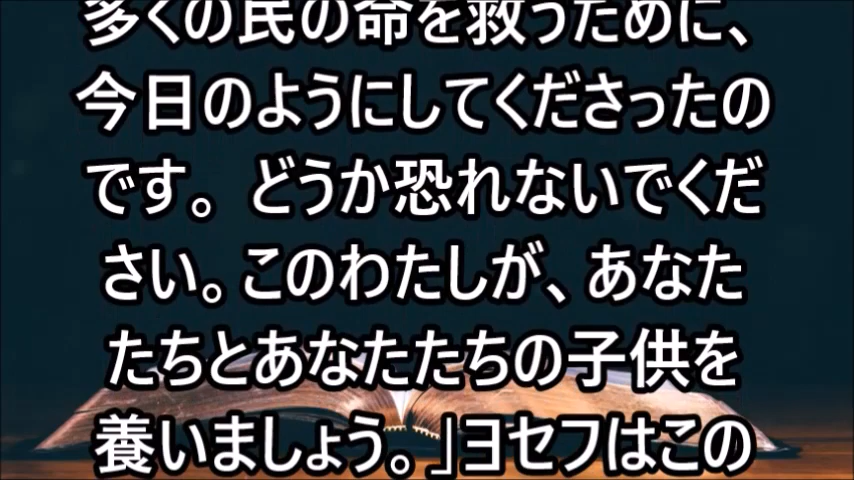 多くの民の命を救うために、
今日のようにしてくださったの
です。どうか恐れないでくだ
さい。このわたしが、あなた
たちとあなたたちの子供を
養いましょう。」ヨセフはこの